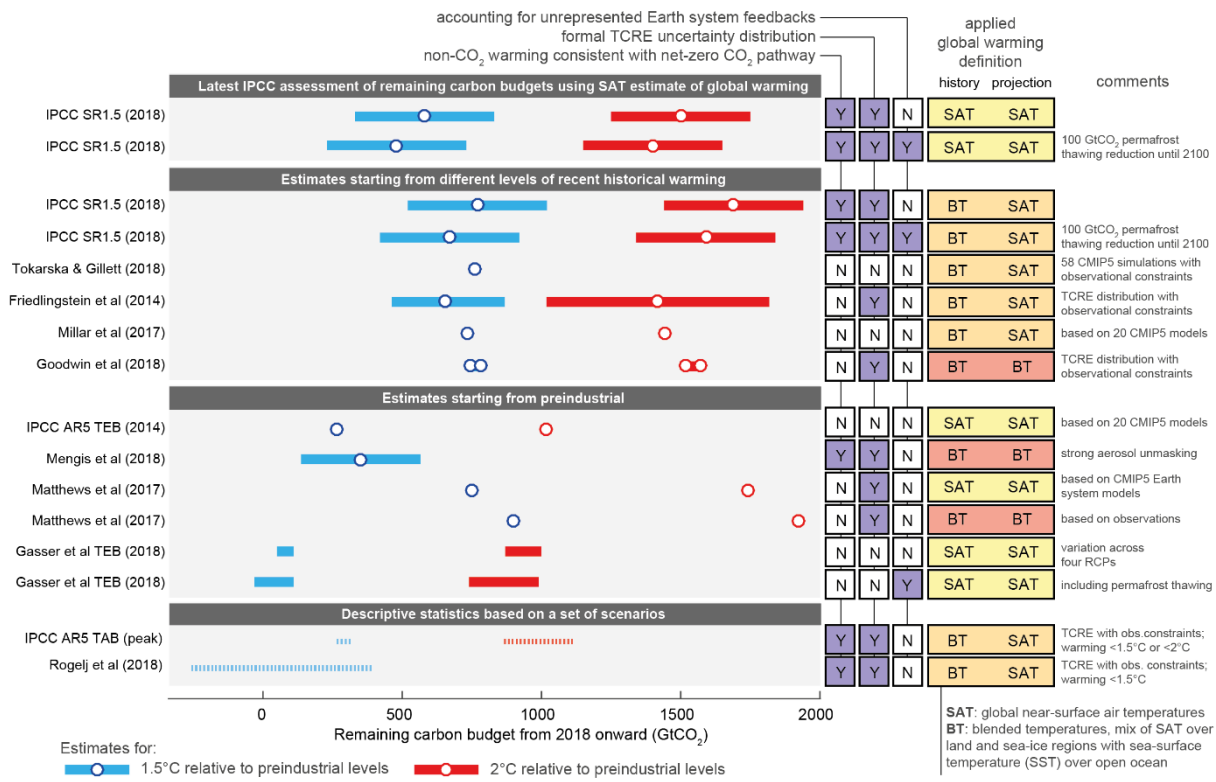 accounting for unrepresented Earth system feedbacks
formal TCRE uncertainty distribution
non-CO₂ warming consistent with net-zero CO₂ pathway
applied
global warming
definition
history projection
comments
Latest IPCC assessment of remaining carbon budgets using SAT estimate of global warming
IPCC SR1.5 (2018) Y Y N SAT SAT
IPCC SR1.5 (2018) Y Y Y SAT SAT 100 GtCO₂ permafrost
thawing reduction until 2100
Estimates starting from different levels of recent historical warming
IPCC SR1.5 (2018) Y Y N BT SAT
IPCC SR1.5 (2018) Y Y Y BT SAT 100 GtCO₂ permafrost
thawing reduction until 2100
Tokarska & Gillett (2018) N N N BT SAT 58 CMIP5 simulations with
observational constraints
Friedlingstein et al (2014) N Y N BT SAT TCRE distribution with
observational constraints
Millar et al (2017) N N N BT SAT based on 20 CMIP5 models
Goodwin et al (2018) N Y N BT BT TCRE distribution with
observational constraints
Estimates starting from preindustrial
IPCC AR5 TEB (2014) N N N SAT SAT based on 20 CMIP5 models
Mengis et al (2018) Y Y N BT BT strong aerosol unmasking
Matthews et al (2017) N Y N SAT SAT based on CMIP5 Earth
system models
Matthews et al (2017) N Y N BT BT based on observations
Gasser et al TEB (2018) N N N SAT SAT variation across
four RCPs
Gasser et al TEB (2018) N N Y SAT SAT including permafrost thawing
Descriptive statistics based on a set of scenarios
IPCC AR5 TAB (peak) Y Y N BT SAT TCRE with obs.constraints;
warming <1.5°C or <2°C
Rogelj et al (2018) Y Y N BT SAT TCRE with obs. constraints;
warming <1.5°C
0 500 1000 1500 2000
Remaining carbon budget from 2018 onward (GtCO₂)
Estimates for:
1.5°C relative to preindustrial levels 2°C relative to preindustrial levels
SAT: global near-surface air temperatures
BT: blended temperatures, mix of SAT over
land and sea-ice regions with sea-surface
temperature (SST) over open ocean